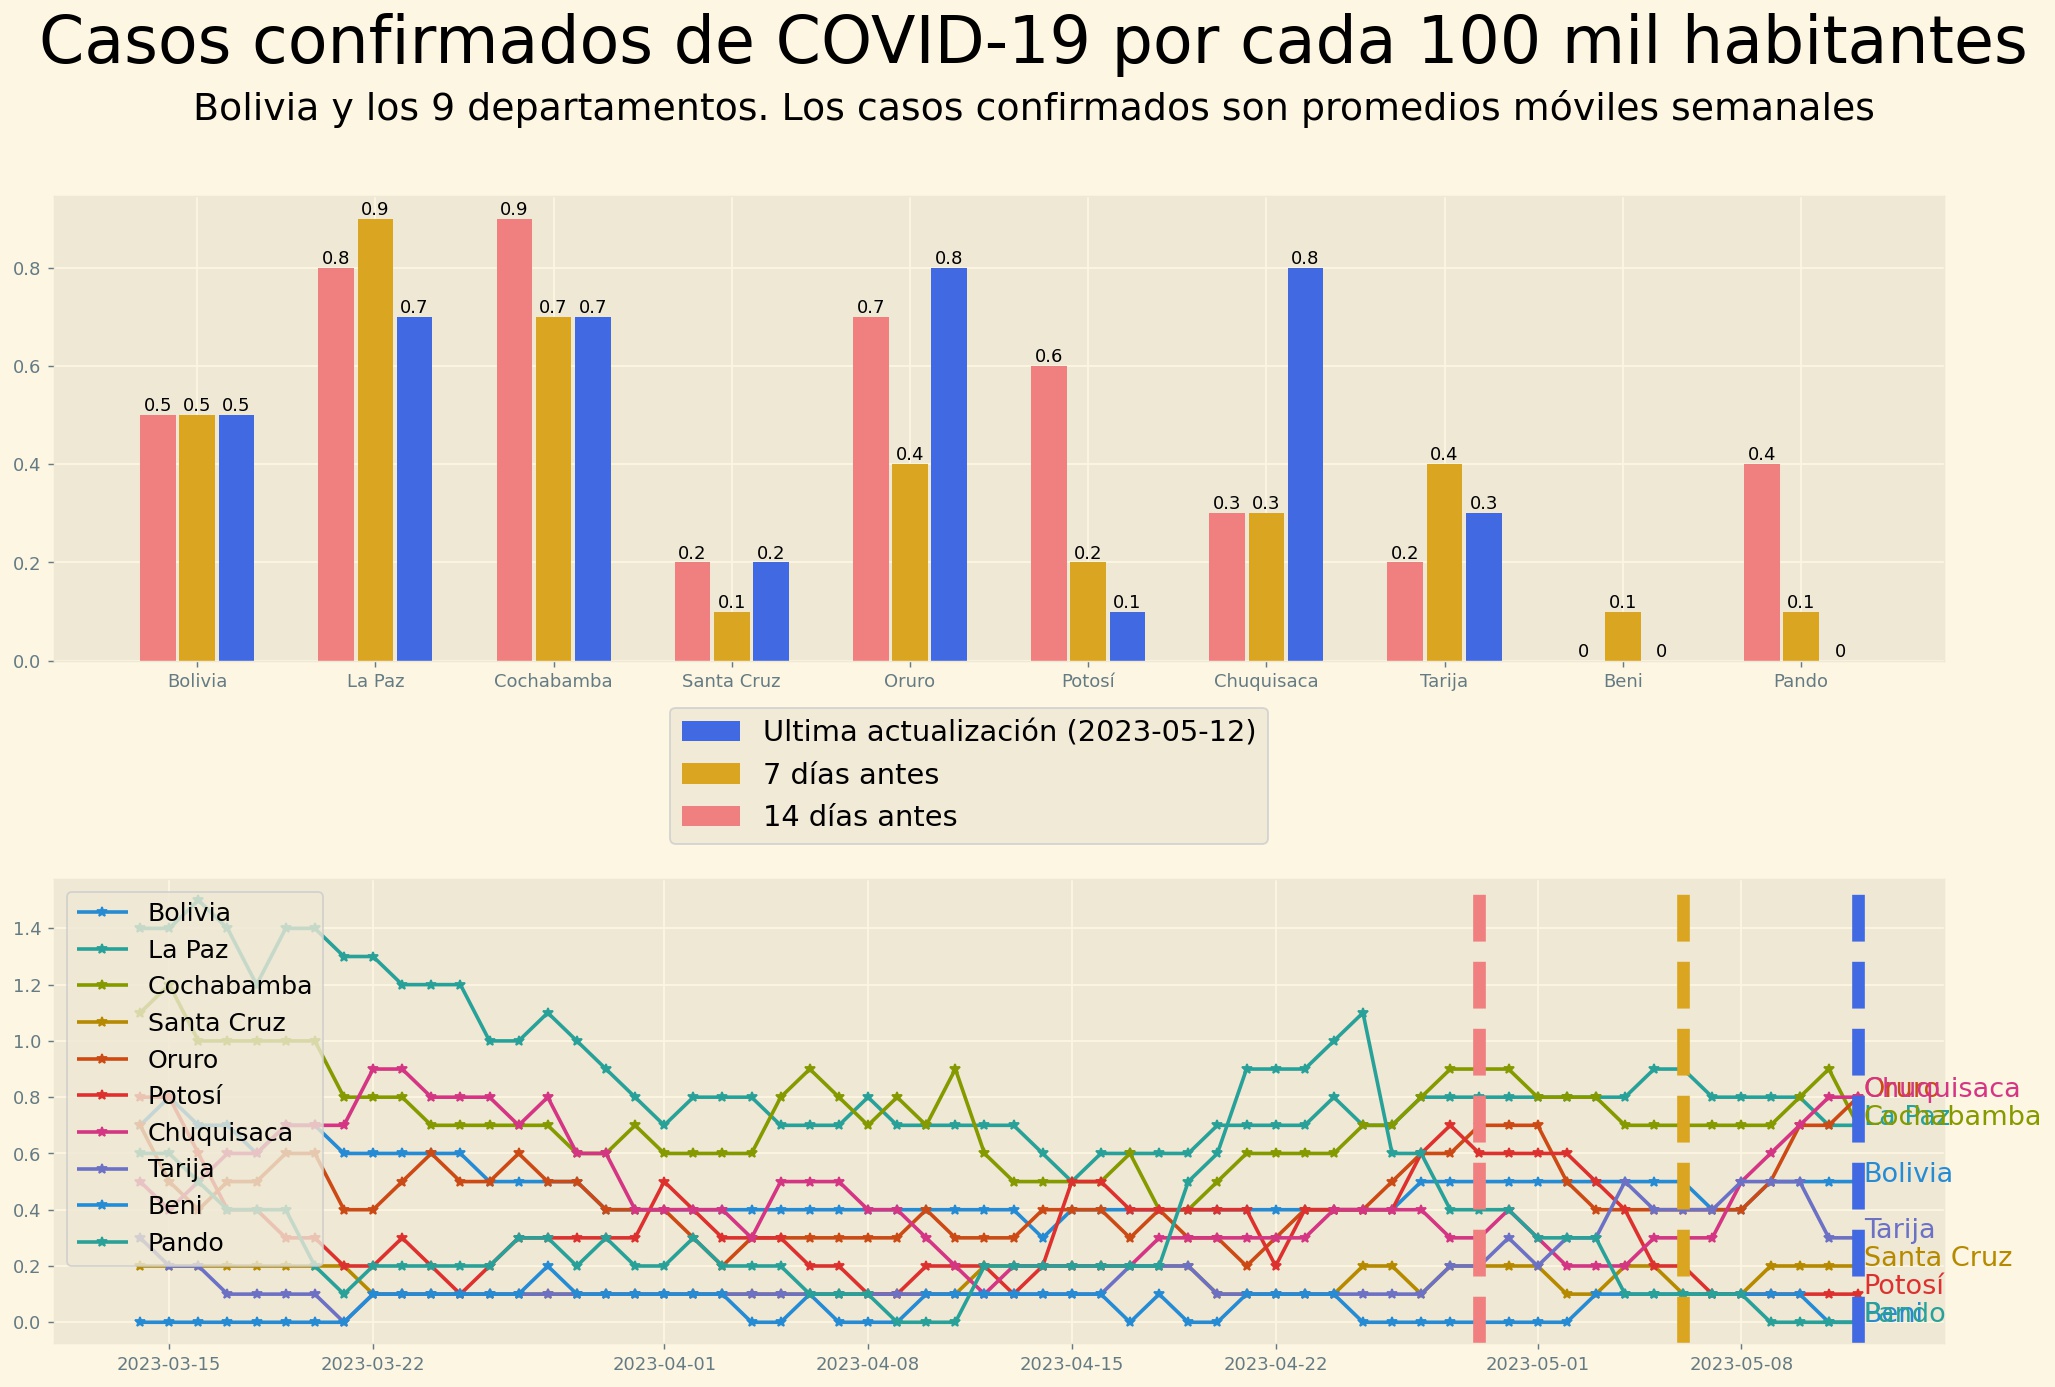 Casos confirmados de COVID-19 por cada 100 mil habitantes
Bolivia y los 9 departamentos. Los casos confirmados son promedios móviles semanales
0.8
0.6
0.4
0.2
0.0
0.5 0.5 0.5
0.8 0.9 0.7
0.9 0.7 0.7
0.2 0.1 0.2
0.7 0.4 0.8
0.6 0.2 0.1
0.3 0.3 0.8
0.2 0.4 0.3
0 0.1 0
0.4 0.1 0
Bolivia La Paz Cochabamba Santa Cruz Oruro Potosí Chuquisaca Tarija Beni Pando
Ultima actualización (2023-05-12)
7 días antes
14 días antes
1.4
1.2
1.0
0.8
0.6
0.4
0.2
0.0
Bolivia
La Paz
Cochabamba
Santa Cruz
Oruro
Potosí
Chuquisaca
Tarija
Beni
Pando
Oruro
Chuquisaca
La Paz
Cochabamba
Bolivia
Tarija
Santa Cruz
Potosí
Beni
Pando
2023-03-15 2023-03-22 2023-04-01 2023-04-08 2023-04-15 2023-04-22 2023-05-01 2023-05-08